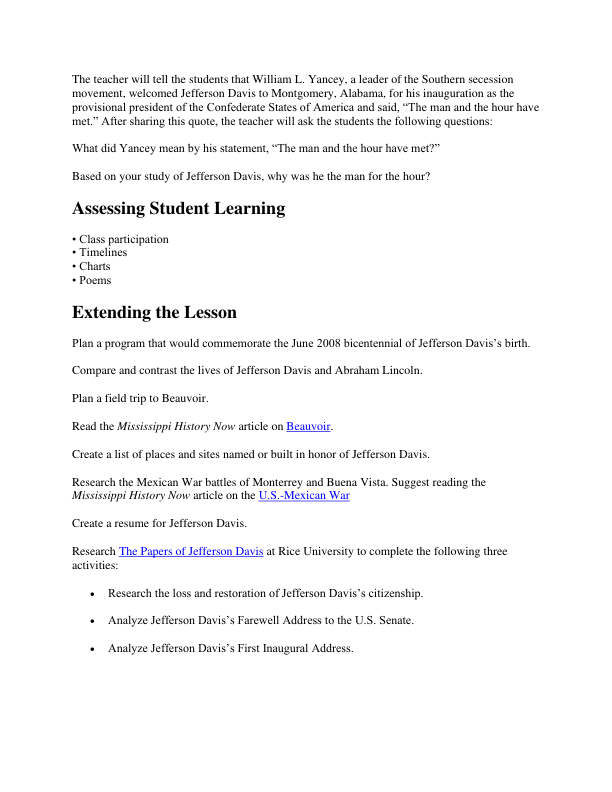 The teacher will tell the students that William L. Yancey, a leader of the Southern secession
movement, welcomed Jefferson Davis to Montgomery, Alabama, for his inauguration as the
provisional president of the Confederate States of America and said, “The man and the hour have
met.” After sharing this quote, the teacher will ask the students the following questions:
What did Yancey mean by his statement, “The man and the hour have met?”
Based on your study of Jefferson Davis, why was he the man for the hour?
Assessing Student Learning
• Class participation
• Timelines
• Charts
• Poems
Extending the Lesson
Plan a program that would commemorate the June 2008 bicentennial of Jefferson Davis’s birth.
Compare and contrast the lives of Jefferson Davis and Abraham Lincoln.
Plan a field trip to Beauvoir.
Read the Mississippi History Now article on Beauvoir.
Create a list of places and sites named or built in honor of Jefferson Davis.
Research the Mexican War battles of Monterrey and Buena Vista. Suggest reading the
Mississippi History Now article on the U.S.-Mexican War
Create a resume for Jefferson Davis.
Research The Papers of Jefferson Davis at Rice University to complete the following three
activities:
• Research the loss and restoration of Jefferson Davis’s citizenship.
• Analyze Jefferson Davis’s Farewell Address to the U.S. Senate.
• Analyze Jefferson Davis’s First Inaugural Address.